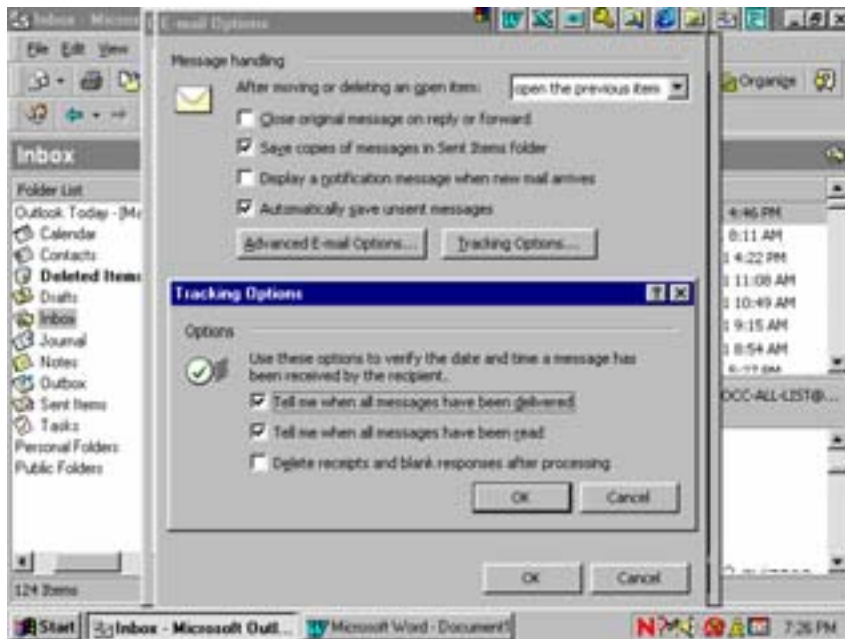 Inbox - Microsof
E-mail Options
File Edit View
Message handling
After moving or deleting an open item: open the previous item
Organize
Close original message on reply or forward
Save copies of messages in Sent Items folder
Display a notification message when new mail arrives
Automatically save unsent messages
Advanced E-mail Options... Tracking Options...
Inbox
Folder List
Outlook Today - [Ma
Calendar
Contacts
Deleted Items
Drafts
Inbox
Journal
Notes
Outbox
Sent Items
Tasks
Personal Folders
Public Folders
4:46 PM
8:11 AM
4:22 PM
11:08 AM
10:49 AM
9:15 AM
8:54 AM
OCC-ALL-LIST@...
Tracking Options
Options
Use these options to verify the date and time a message has
been received by the recipient.
Tell me when all messages have been delivered
Tell me when all messages have been read
Delete receipts and blank responses after processing
OK Cancel
OK Cancel
124 Items
Start Inbox - Microsoft Outl... Microsoft Word - Document1 7:26 PM